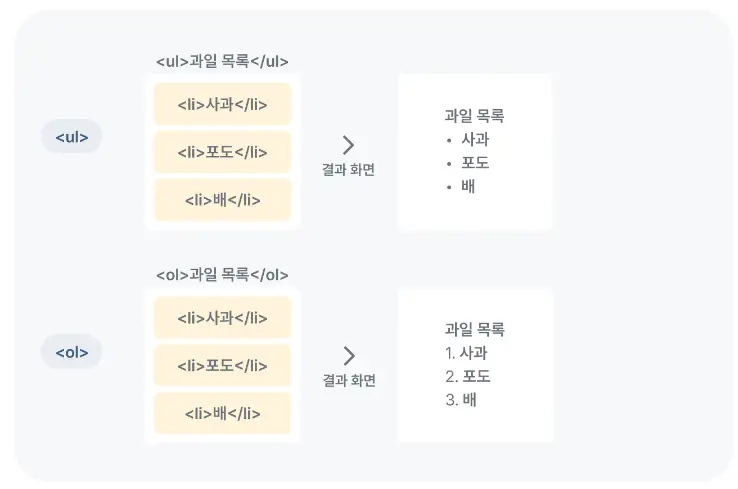 <ul>과일 목록</ul>
<ul>
<li>사과</li>
<li>포도</li>
<li>배</li>
결과 화면
과일 목록
• 사과
• 포도
• 배
<ol>과일 목록</ol>
<ol>
<li>사과</li>
<li>포도</li>
<li>배</li>
결과 화면
과일 목록
1. 사과
2. 포도
3. 배